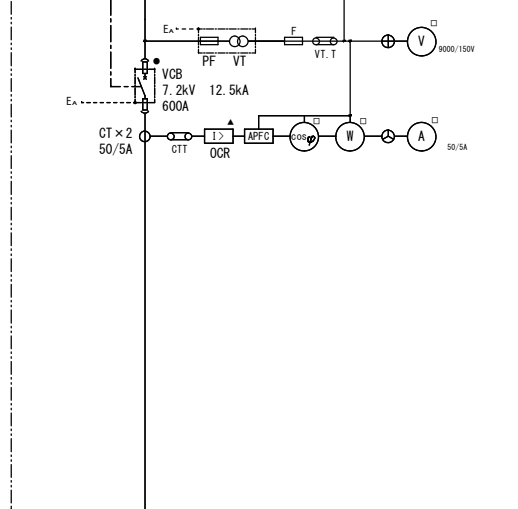 EA
F
V
9000/150V
PF VT
VT.T
VCB
7.2kV 12.5kA
600A
EA
CT×2
50/5A
CTT
I>
OCR
APFC
cosφ
W
A
50/5A